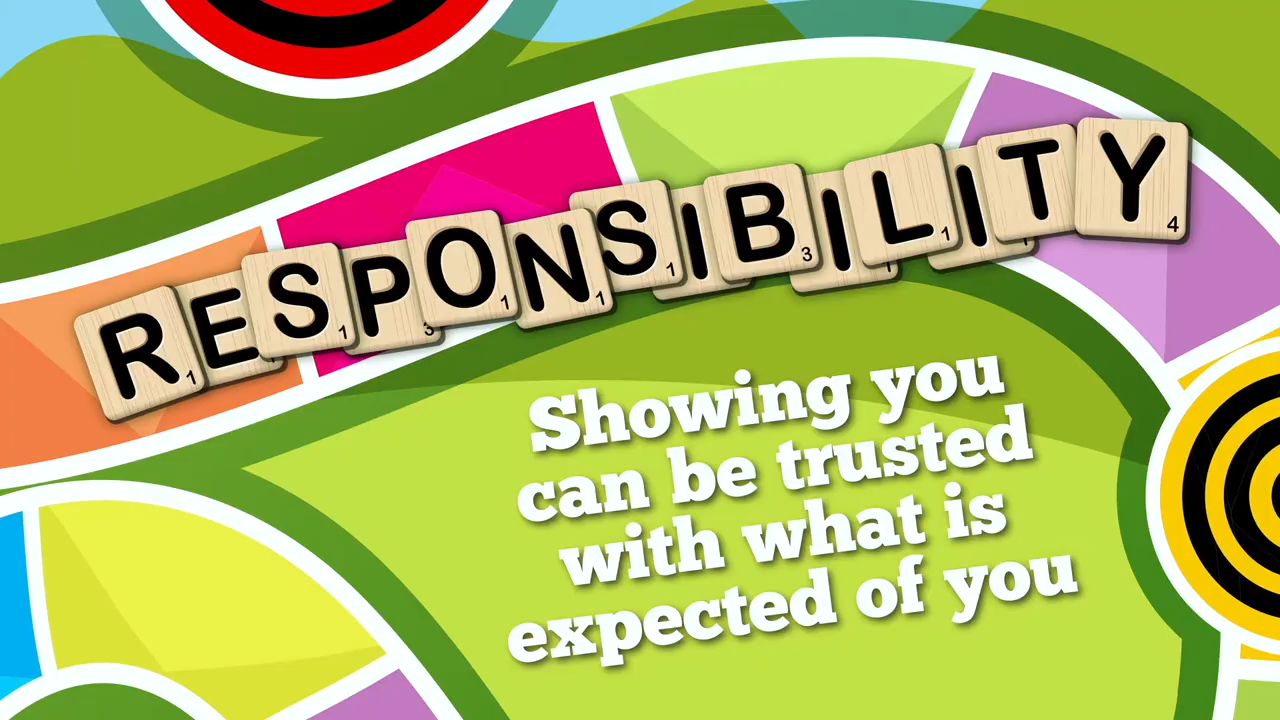 RESPONSIBILITY
Showing you
can be trusted
with what is
expected of you